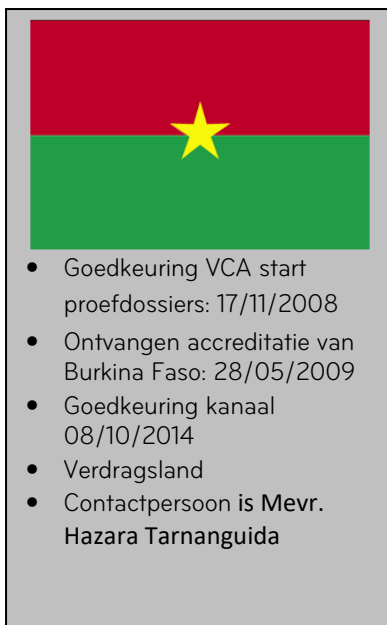 • Goedkeuring VCA start
proefdossiers: 17/11/2008
• Ontvangen accreditatie van
Burkina Faso: 28/05/2009
• Goedkeuring kanaal
08/10/2014
• Verdragsland
• Contactpersoon is Mevr.
Hazara Tarnanguida